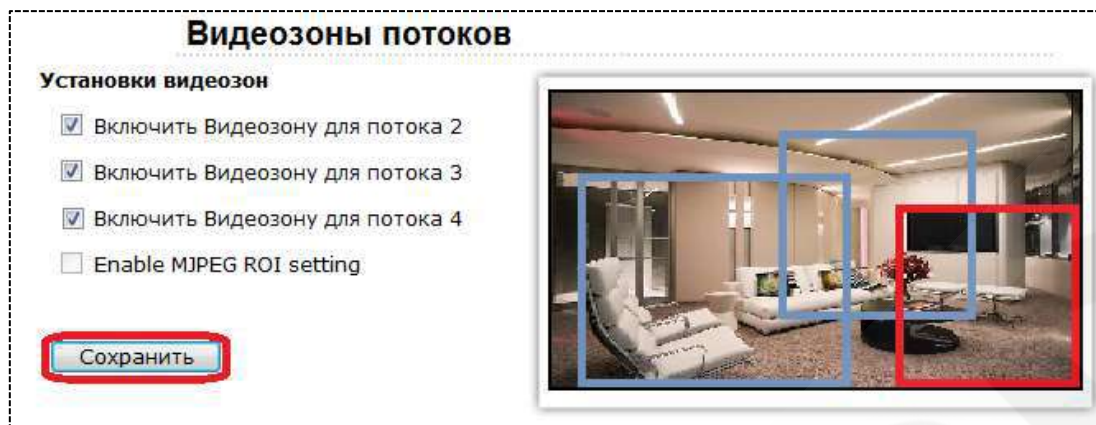 Видеозоны потоков
Установки видеозон
Включить Видеозону для потока 2
Включить Видеозону для потока 3
Включить Видеозону для потока 4
Enable MJPEG ROI setting
Сохранить